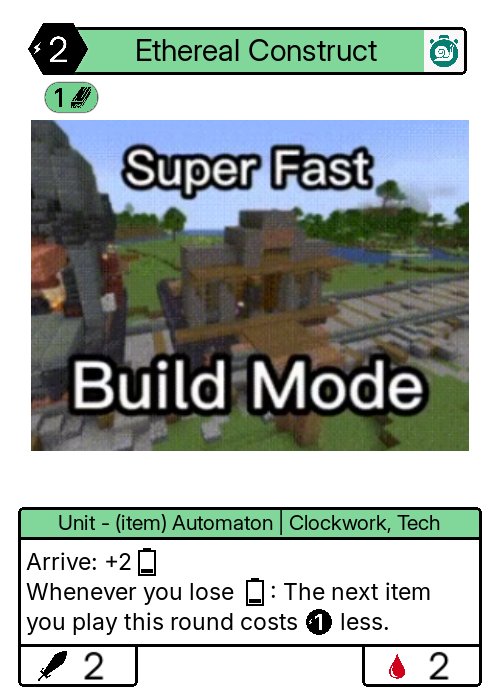 2 Ethereal Construct
1
Super Fast
Build Mode
Unit - (item) Automaton | Clockwork, Tech
Arrive: +2
Whenever you lose : The next item
you play this round costs 1 less.
2 2